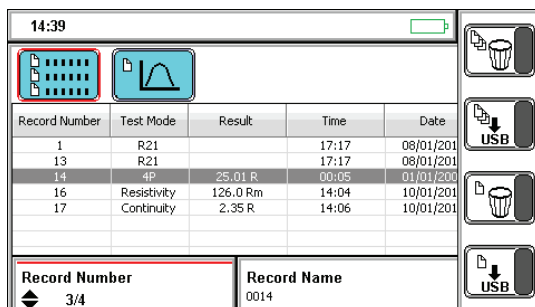 14:39
Record Number Test Mode Result Time Date
1 R21 17:17 08/01/201
13 R21 17:17 08/01/201
14 4P 25.01 R 00:05 01/01/200
16 Resistivity 126.0 Rm 14:04 10/01/201
17 Continuity 2.35 R 14:06 10/01/201
Record Number
3/4
Record Name
0014
USB
USB